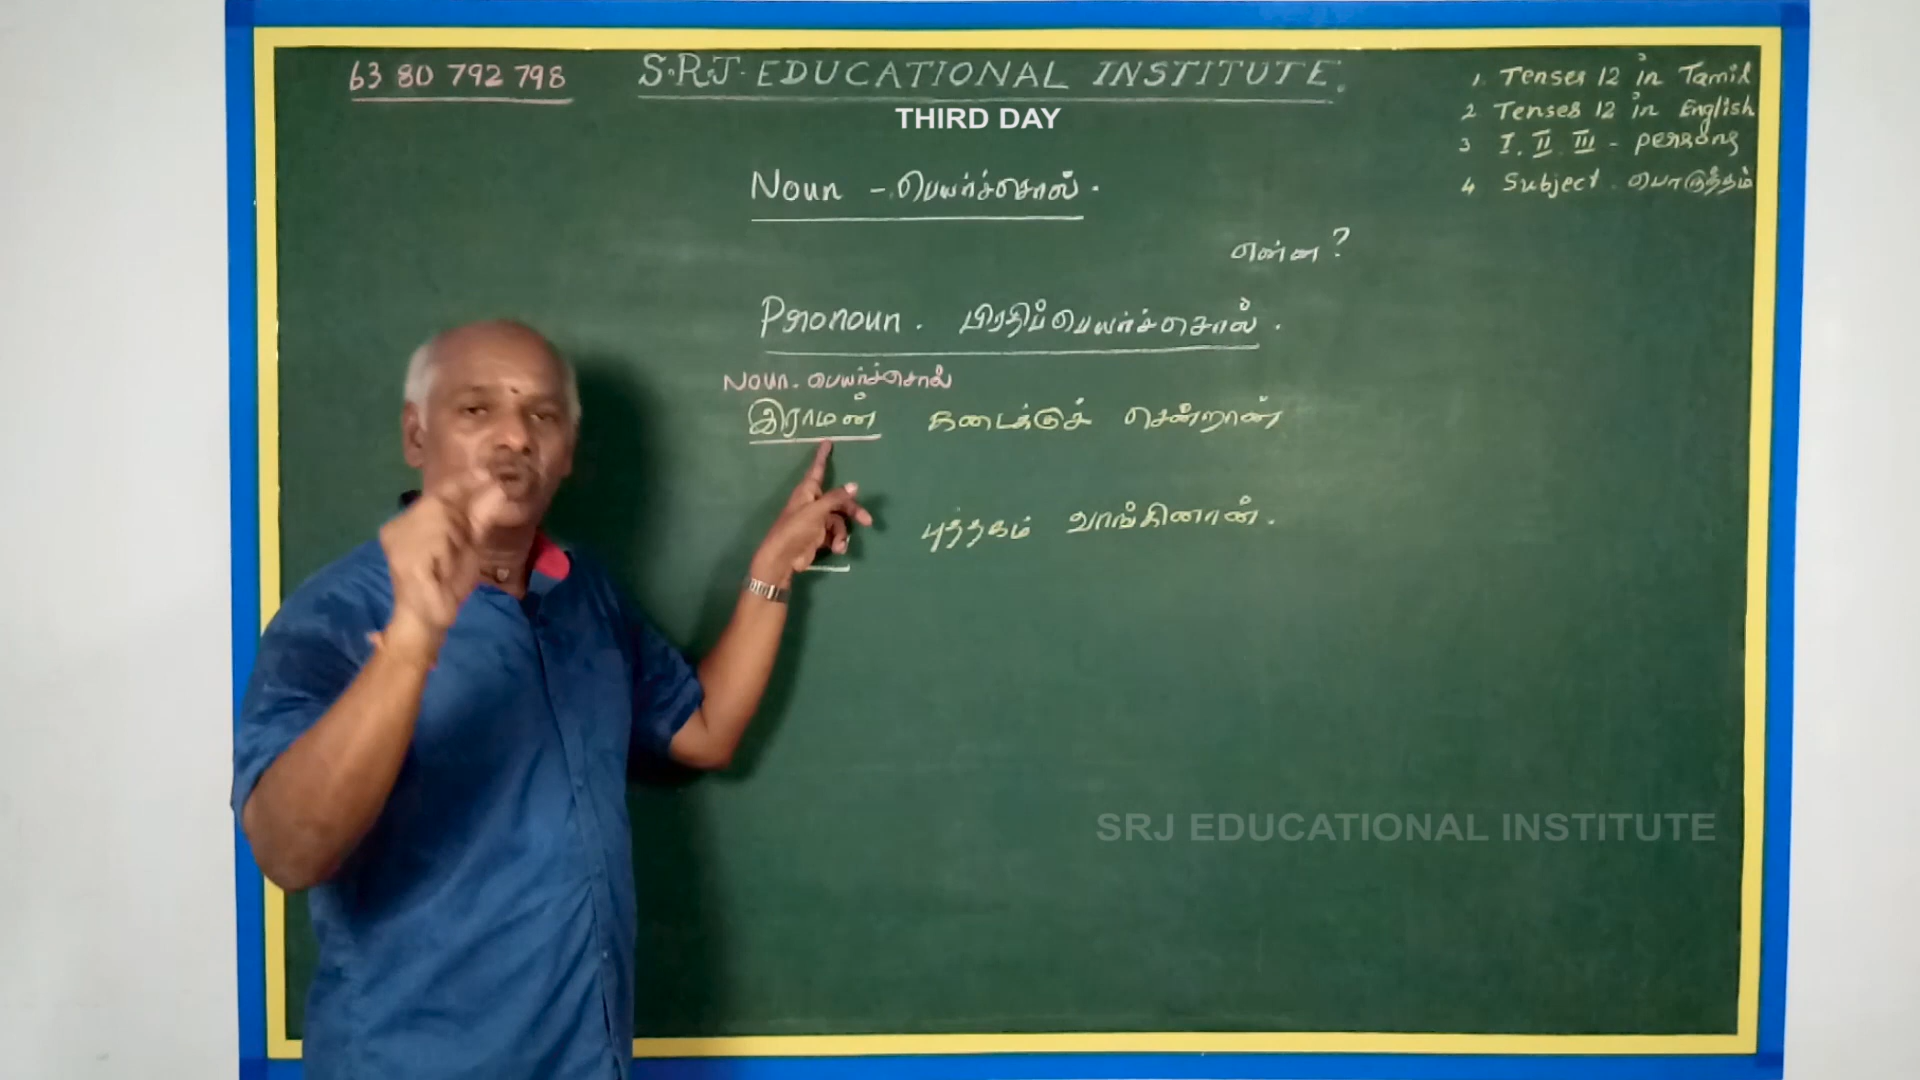 63 80 792 798
S.R.J. EDUCATIONAL INSTITUTE.
THIRD DAY
1. Tenses 12 in Tamil
2 Tenses 12 in English
3 I. II III - persons
4 Subject. பொருத்தம்
Noun - பெயர்ச்சொல்.
என்ன?
Pronoun. பிரதிப்பெயர்ச்சொல்.
Noun. பெயர்ச்சொல்
இராமன் கடைக்குச் சென்றான்
புத்தகம் வாங்கினான்.
SRJ EDUCATIONAL INSTITUTE